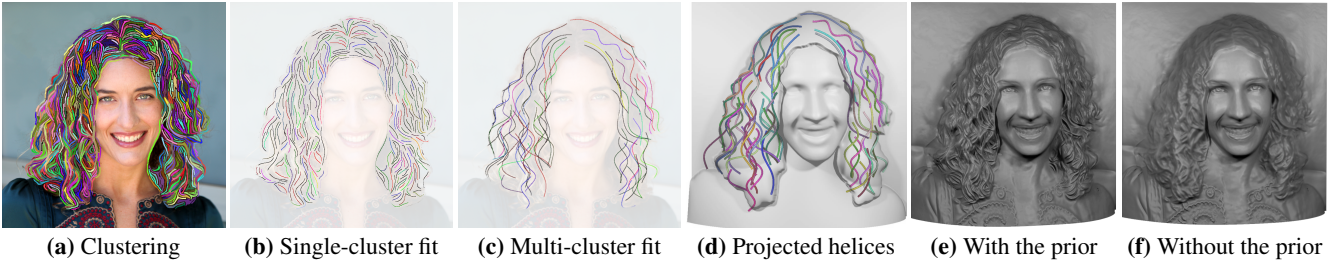 (a) Clustering
(b) Single-cluster fit
(c) Multi-cluster fit
(d) Projected helices
(e) With the prior
(f) Without the prior